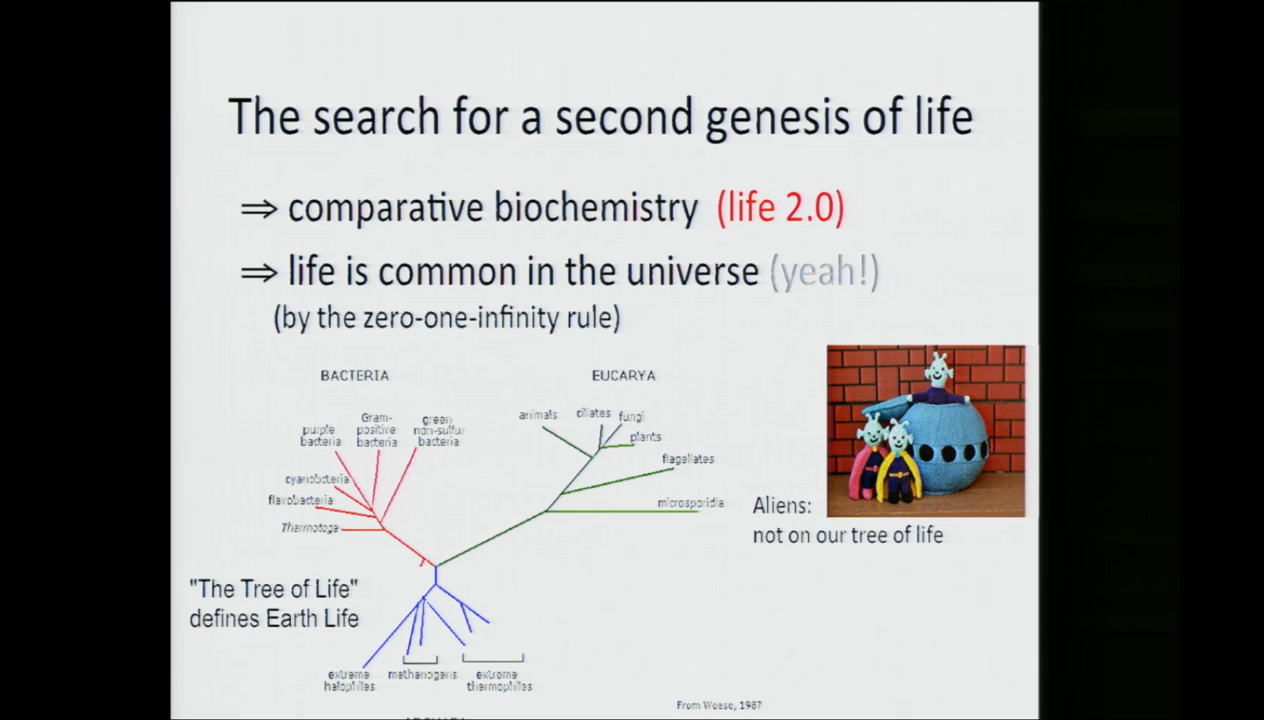 The search for a second genesis of life
⇒ comparative biochemistry (life 2.0)
⇒ life is common in the universe (yeah!)
(by the zero-one-infinity rule)
BACTERIA
EUCARYA
purple
bacteria
Gram-
positive
bacteria
green
non-sulfur
bacteria
cyanobcteria
flavobacteria
Thermotoga
animals
ciliates
fungi
plants
flagellates
microsporidia
Aliens:
not on our tree of life
"The Tree of Life"
defines Earth Life
extreme
halophiles
methanogens
extreme
thermophiles
From Woese, 1987